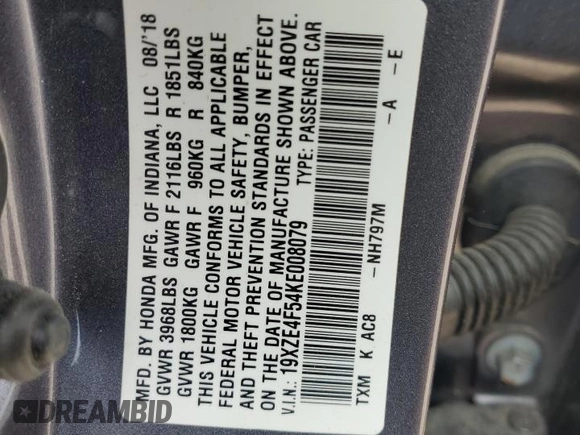 MFD. BY HONDA MFG. OF INDIANA, LLC 08/'18
GVWR 3968LBS GAWR F 2116LBS R 1851LBS
GVWR 1800KG GAWR F 960KG R 840KG
THIS VEHICLE CONFORMS TO ALL APPLICABLE
FEDERAL MOTOR VEHICLE SAFETY, BUMPER,
AND THEFT PREVENTION STANDARDS IN EFFECT
ON THE DATE OF MANUFACTURE SHOWN ABOVE.
V.I.N.: 19XZE4F54KE008079 TYPE: PASSENGER CAR
TXM K AC8 -NH797M -A -E
DREAMBID